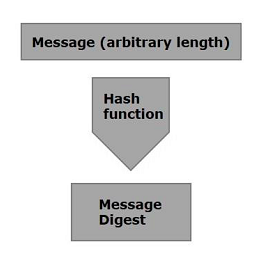 Message (arbitrary length)
Hash
function
Message
Digest